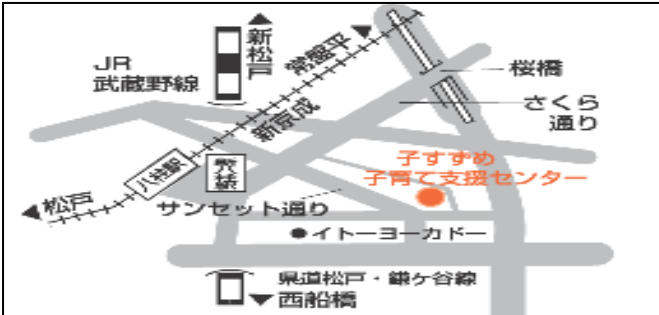 新松戸
常盤平
JR
武蔵野線
桜橋
さくら
通り
新京成
子すずめ
子育て支援センター
八柱駅
松戸
サンセット通り
●イトーヨーカドー
県道松戸・鎌ヶ谷線
西船橋